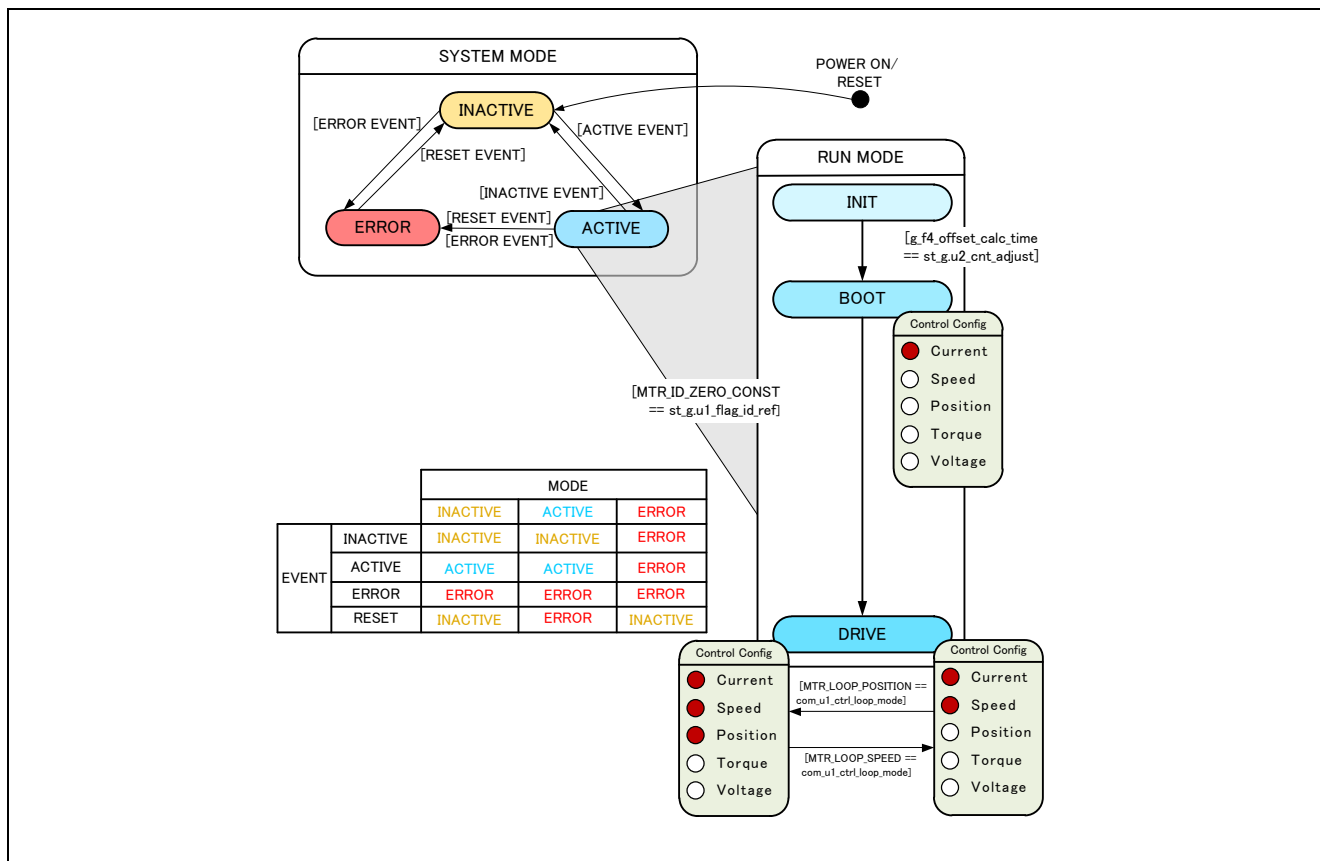 SYSTEM MODE
POWER ON/
RESET
INACTIVE
[ERROR EVENT]
[ACTIVE EVENT]
[RESET EVENT]
[INACTIVE EVENT]
ERROR
[RESET EVENT]
[ERROR EVENT]
ACTIVE
RUN MODE
INIT
[g_f4_offset_calc_time
== st_g.u2_cnt_adjust]
BOOT
Control Config
Current
Speed
Position
Torque
Voltage
[MTR_ID_ZERO_CONST
== st_g.u1_flag_id_ref]
MODE
INACTIVE ACTIVE ERROR
EVENT
INACTIVE INACTIVE INACTIVE ERROR
ACTIVE ACTIVE ACTIVE ERROR
ERROR ERROR ERROR ERROR
RESET INACTIVE ERROR INACTIVE
DRIVE
Control Config
Current
Speed
Position
Torque
Voltage
[MTR_LOOP_POSITION ==
com_u1_ctrl_loop_mode]
[MTR_LOOP_SPEED ==
com_u1_ctrl_loop_mode]
Control Config
Current
Speed
Position
Torque
Voltage